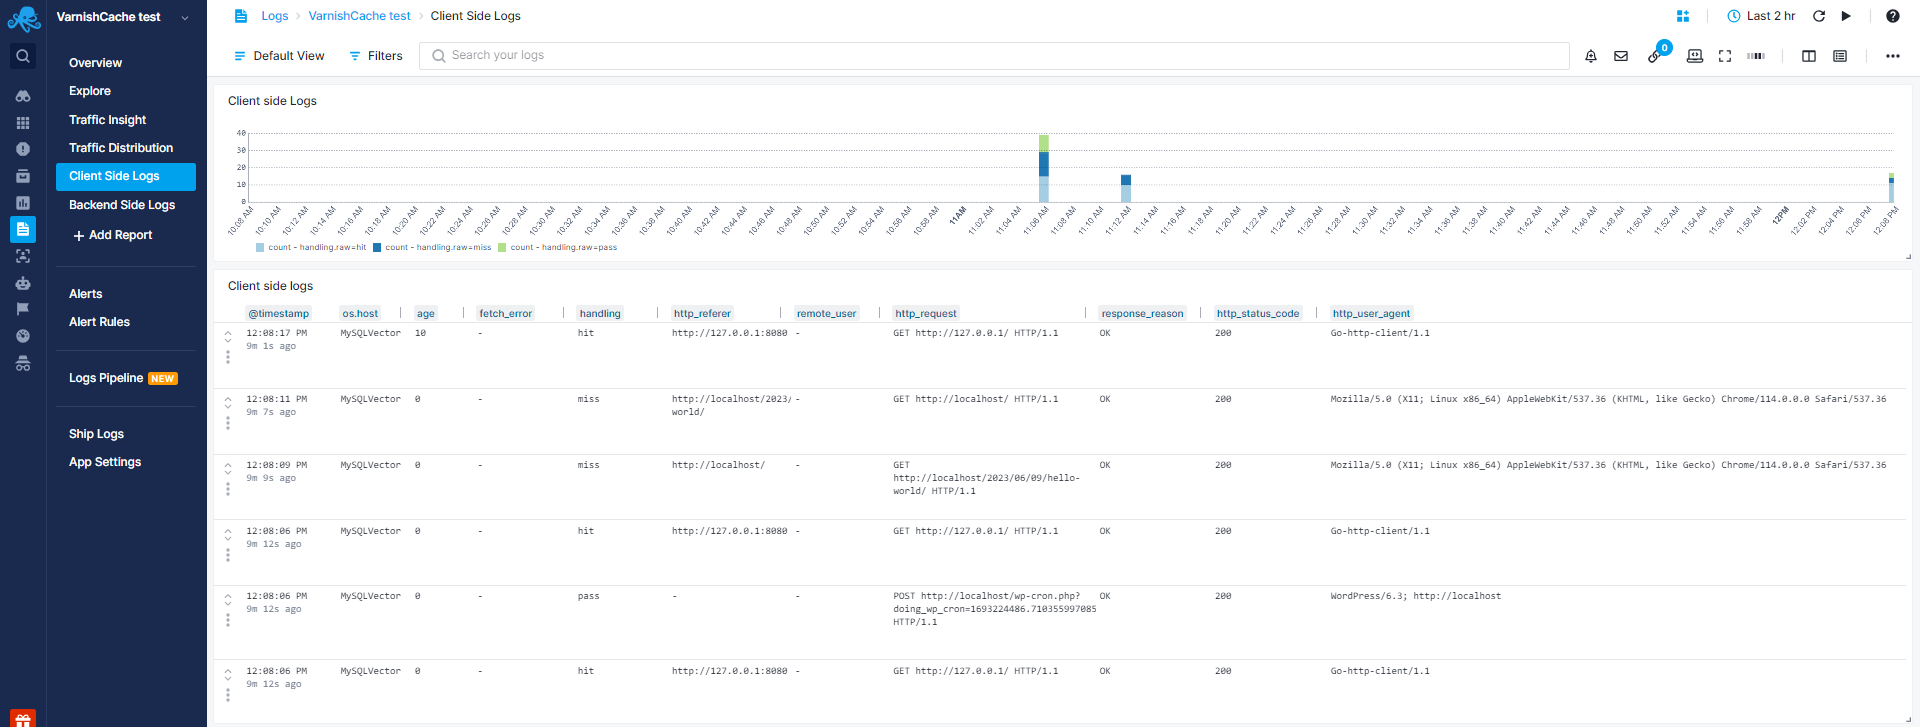 VarnishCache test
Logs
VarnishCache test
Client Side Logs
Last 2 hr
Overview
Explore
Traffic Insight
Traffic Distribution
Client Side Logs
Backend Side Logs
Add Report
Alerts
Alert Rules
Logs Pipeline NEW
Ship Logs
App Settings
Default View
Filters
Search your logs
0
Client side Logs
40
30
20
10
0
10:08 AM 10:10 AM 10:12 AM 10:14 AM 10:16 AM 10:18 AM 10:20 AM 10:22 AM 10:24 AM 10:26 AM 10:28 AM 10:30 AM 10:32 AM 10:34 AM 10:36 AM 10:38 AM 10:40 AM 10:42 AM 10:44 AM 10:46 AM 10:48 AM 10:50 AM 10:52 AM 10:54 AM 10:56 AM 10:58 AM 11AM 11:02 AM 11:04 AM 11:06 AM 11:08 AM 11:10 AM 11:12 AM 11:14 AM 11:16 AM 11:18 AM 11:20 AM 11:22 AM 11:24 AM 11:26 AM 11:28 AM 11:30 AM 11:32 AM 11:34 AM 11:36 AM 11:38 AM 11:40 AM 11:42 AM 11:44 AM 11:46 AM 11:48 AM 11:50 AM 11:52 AM 11:54 AM 11:56 AM 11:58 AM 12PM 12:02 PM 12:04 PM 12:06 PM 12:08 PM
count - handling.raw=hit count - handling.raw=miss count - handling.raw=pass
Client side logs
@timestamp os.host age fetch_error handling http_referer remote_user http_request response_reason http_status_code http_user_agent
12:08:17 PM MySQLVector 10 - hit http://127.0.0.1:8080 - GET http://127.0.0.1/ HTTP/1.1 OK 200 Go-http-client/1.1
9m 1s ago
12:08:11 PM MySQLVector 0 - miss http://localhost/2023/ - GET http://localhost/ HTTP/1.1 OK 200 Mozilla/5.0 (X11; Linux x86_64) AppleWebKit/537.36 (KHTML, like Gecko) Chrome/114.0.0.0 Safari/537.36
9m 7s ago world/
12:08:09 PM MySQLVector 0 - miss http://localhost/ - GET OK 200 Mozilla/5.0 (X11; Linux x86_64) AppleWebKit/537.36 (KHTML, like Gecko) Chrome/114.0.0.0 Safari/537.36
9m 9s ago http://localhost/2023/06/09/hello-
world/ HTTP/1.1
12:08:06 PM MySQLVector 0 - hit http://127.0.0.1:8080 - GET http://127.0.0.1/ HTTP/1.1 OK 200 Go-http-client/1.1
9m 12s ago
12:08:06 PM MySQLVector 0 - pass - - POST http://localhost/wp-cron.php? OK 200 WordPress/6.3; http://localhost
9m 12s ago doing_wp_cron=1693224486.710355997085
HTTP/1.1
12:08:06 PM MySQLVector 0 - hit http://127.0.0.1:8080 - GET http://127.0.0.1/ HTTP/1.1 OK 200 Go-http-client/1.1
9m 12s ago